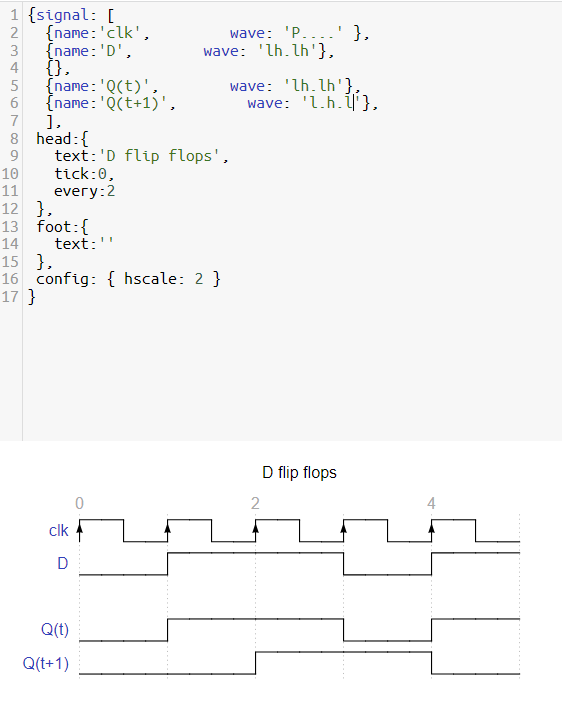 1 {signal: [
2   {name:'clk',         wave: 'P....' },
3   {name:'D',        wave: 'lh.lh'},
4   {},
5   {name:'Q(t)',        wave: 'lh.lh'},
6   {name:'Q(t+1)',        wave: 'l.h.l'},
7   ],
8  head:{
9    text:'D flip flops',
10    tick:0,
11    every:2
12  },
13  foot:{
14    text:''
15  },
16  config: { hscale: 2 }
17 }
D flip flops
0 2 4
clk
D
Q(t)
Q(t+1)